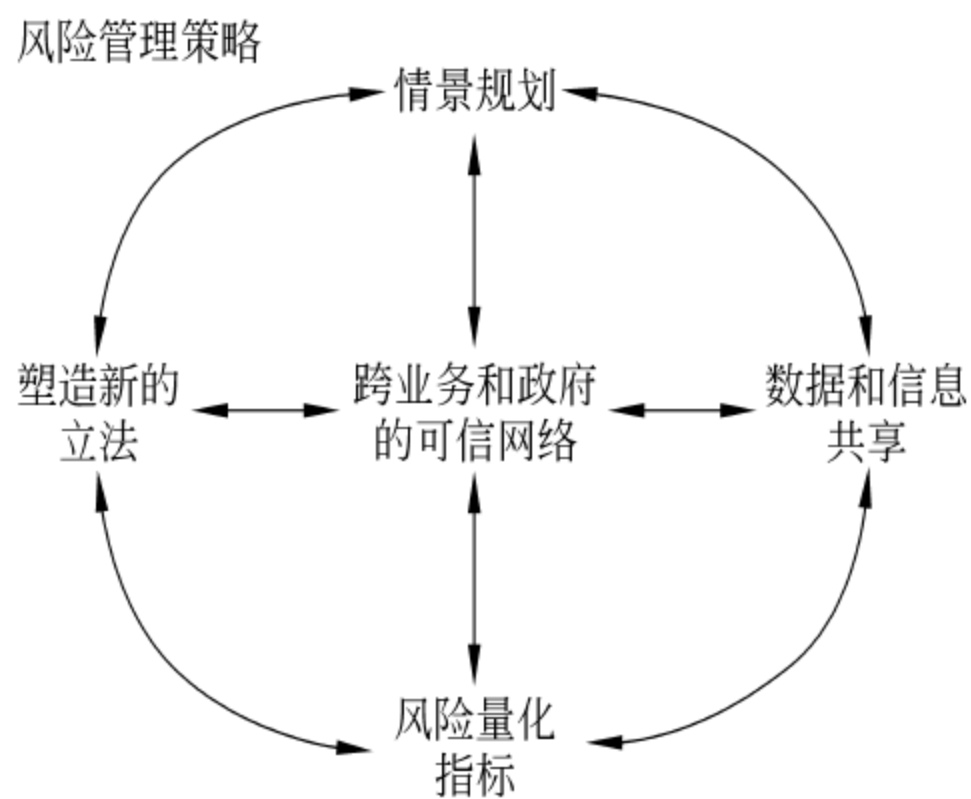 风险管理策略
情景规划
塑造新的
立法
跨业务和政府
的可信网络
数据和信息
共享
风险量化
指标